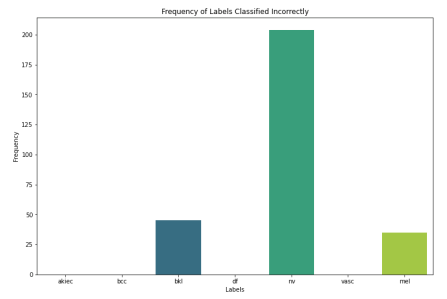 Frequency of Labels Classified Incorrectly
Frequency
200
175
150
125
100
75
50
25
0
akiec bcc bkl df nv vasc mel
Labels